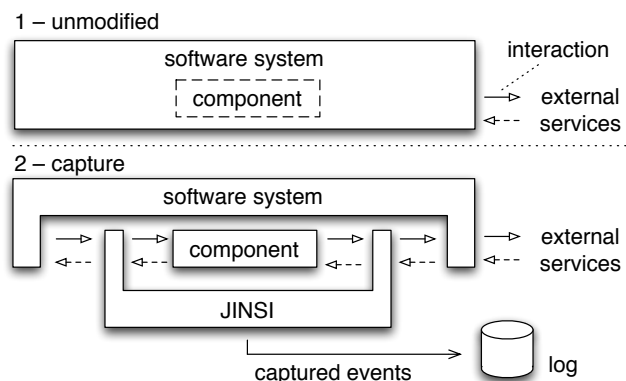 1 – unmodified
software system
component
interaction
external
services
2 – capture
software system
component
external
services
JINSI
captured events
log